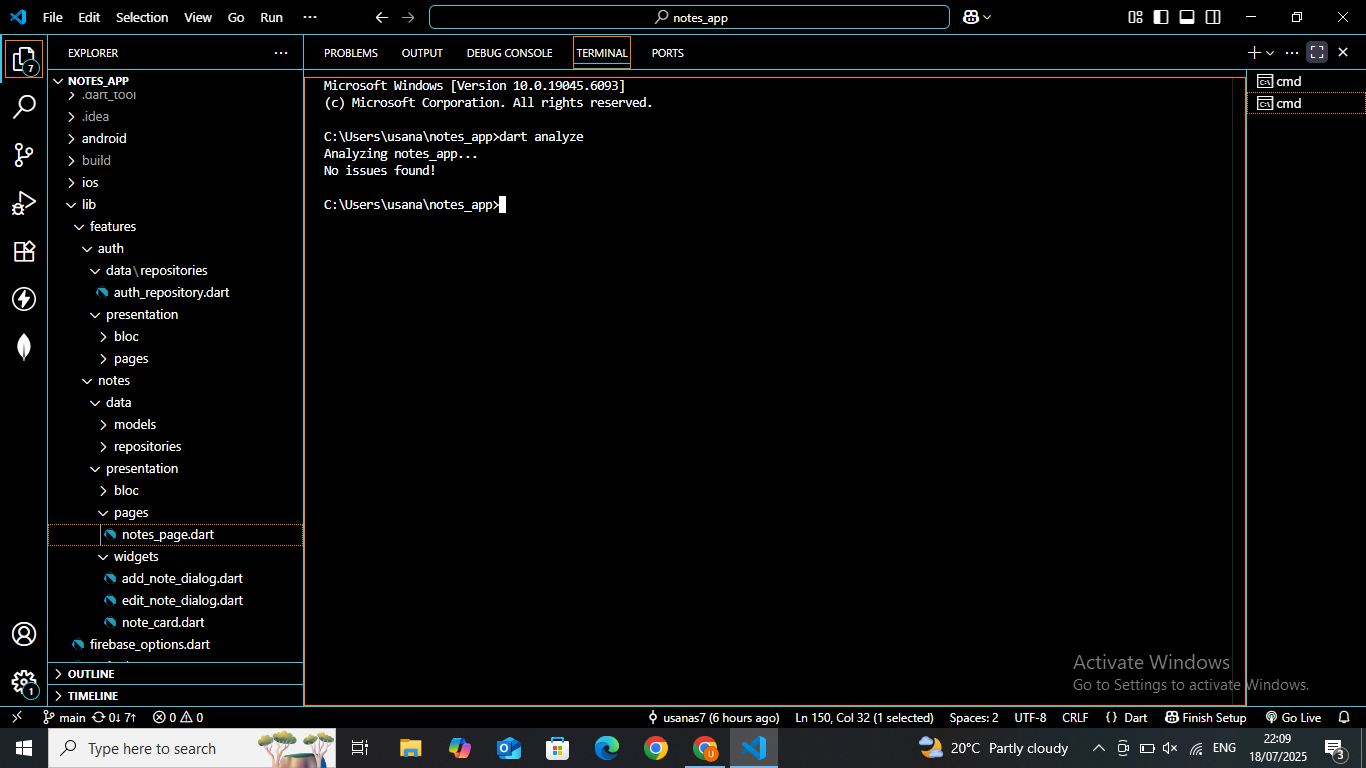 File Edit Selection View Go Run ···
notes_app
EXPLORER
PROBLEMS OUTPUT DEBUG CONSOLE TERMINAL PORTS
7
NOTES_APP
.dart_tool
.idea
android
build
ios
lib
features
auth
data\repositories
auth_repository.dart
presentation
bloc
pages
notes
data
models
repositories
presentation
bloc
pages
notes_page.dart
widgets
add_note_dialog.dart
edit_note_dialog.dart
note_card.dart
firebase_options.dart
OUTLINE
TIMELINE
1
Microsoft Windows [Version 10.0.19045.6093]
(c) Microsoft Corporation. All rights reserved.
C:\Users\usana\notes_app>dart analyze
Analyzing notes_app...
No issues found!
C:\Users\usana\notes_app>
cmd
cmd
Activate Windows
Go to Settings to activate Windows.
main 0↓ 7↑ 0 0 usanas7 (6 hours ago) Ln 150, Col 32 (1 selected) Spaces: 2 UTF-8 CRLF {} Dart Finish Setup Go Live
Type here to search 20°C Partly cloudy ENG 22:09
18/07/2025 3